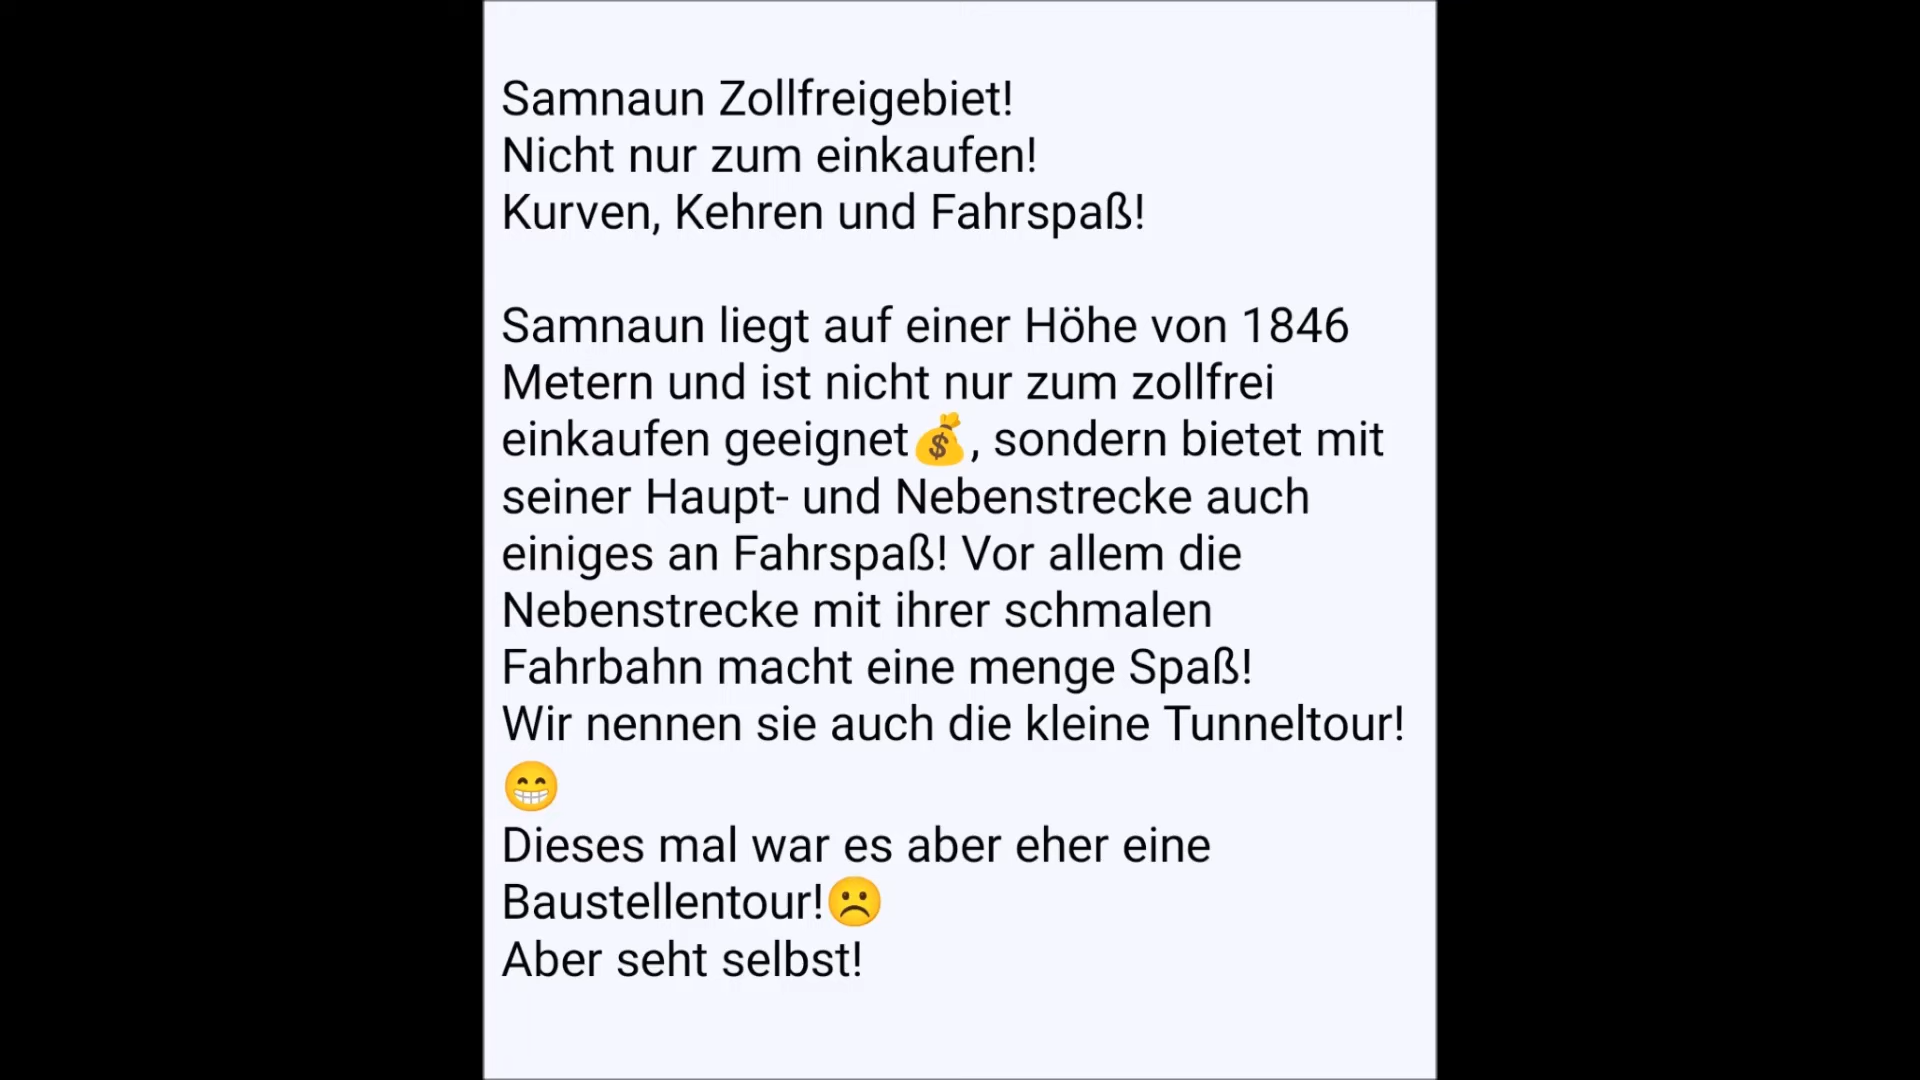 Samnaun Zollfreigebiet!
Nicht nur zum einkaufen!
Kurven, Kehren und Fahrspaß!
Samnaun liegt auf einer Höhe von 1846
Metern und ist nicht nur zum zollfrei
einkaufen geeignet💰, sondern bietet mit
seiner Haupt- und Nebenstrecke auch
einiges an Fahrspaß! Vor allem die
Nebenstrecke mit ihrer schmalen
Fahrbahn macht eine menge Spaß!
Wir nennen sie auch die kleine Tunneltour!
😁
Dieses mal war es aber eher eine
Baustellentour!☹️
Aber seht selbst!